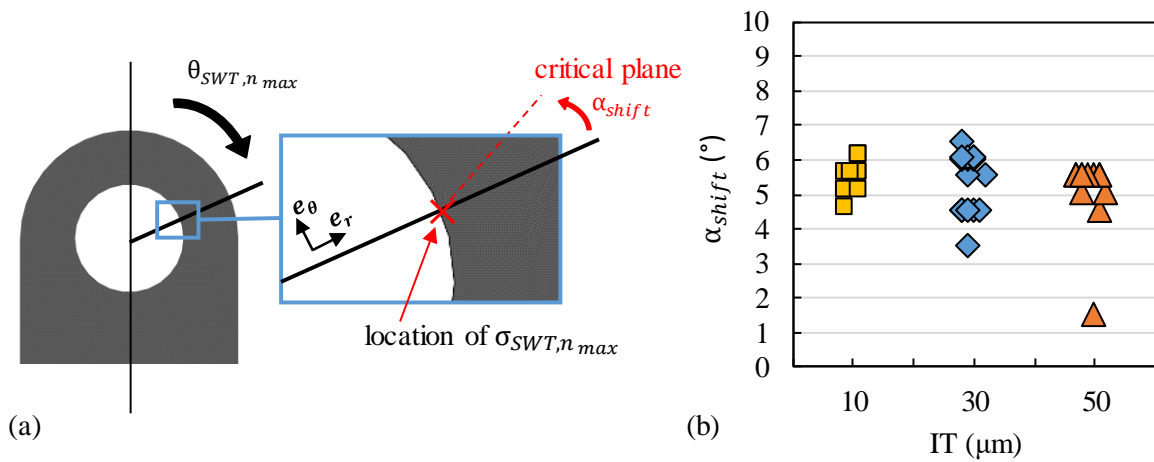 θSWT,n max
critical plane
αshift
eθ
er
location of σSWT,n max
(a)
αshift (°)
10
9
8
7
6
5
4
3
2
1
0
10 30 50
IT (μm)
(b)